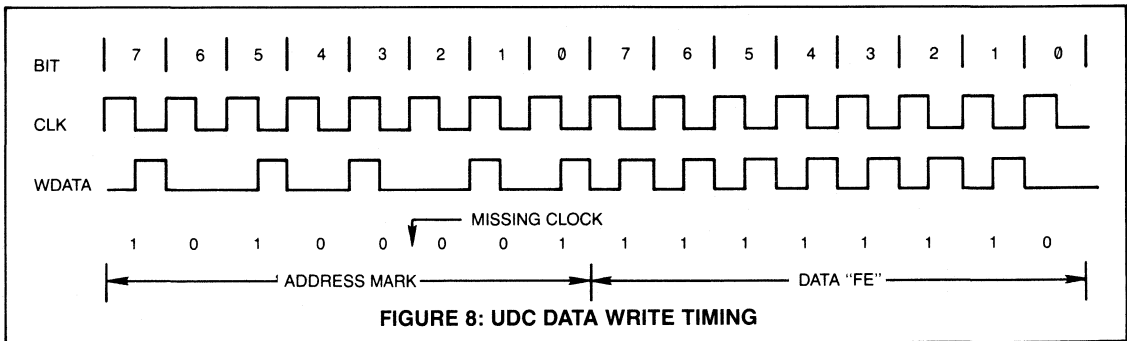 BIT 7 6 5 4 3 2 1 0 7 6 5 4 3 2 1 0
CLK
WDATA
MISSING CLOCK
1 0 1 0 0 0 0 1 1 1 1 1 1 1 1 0
ADDRESS MARK DATA "FE"
FIGURE 8: UDC DATA WRITE TIMING